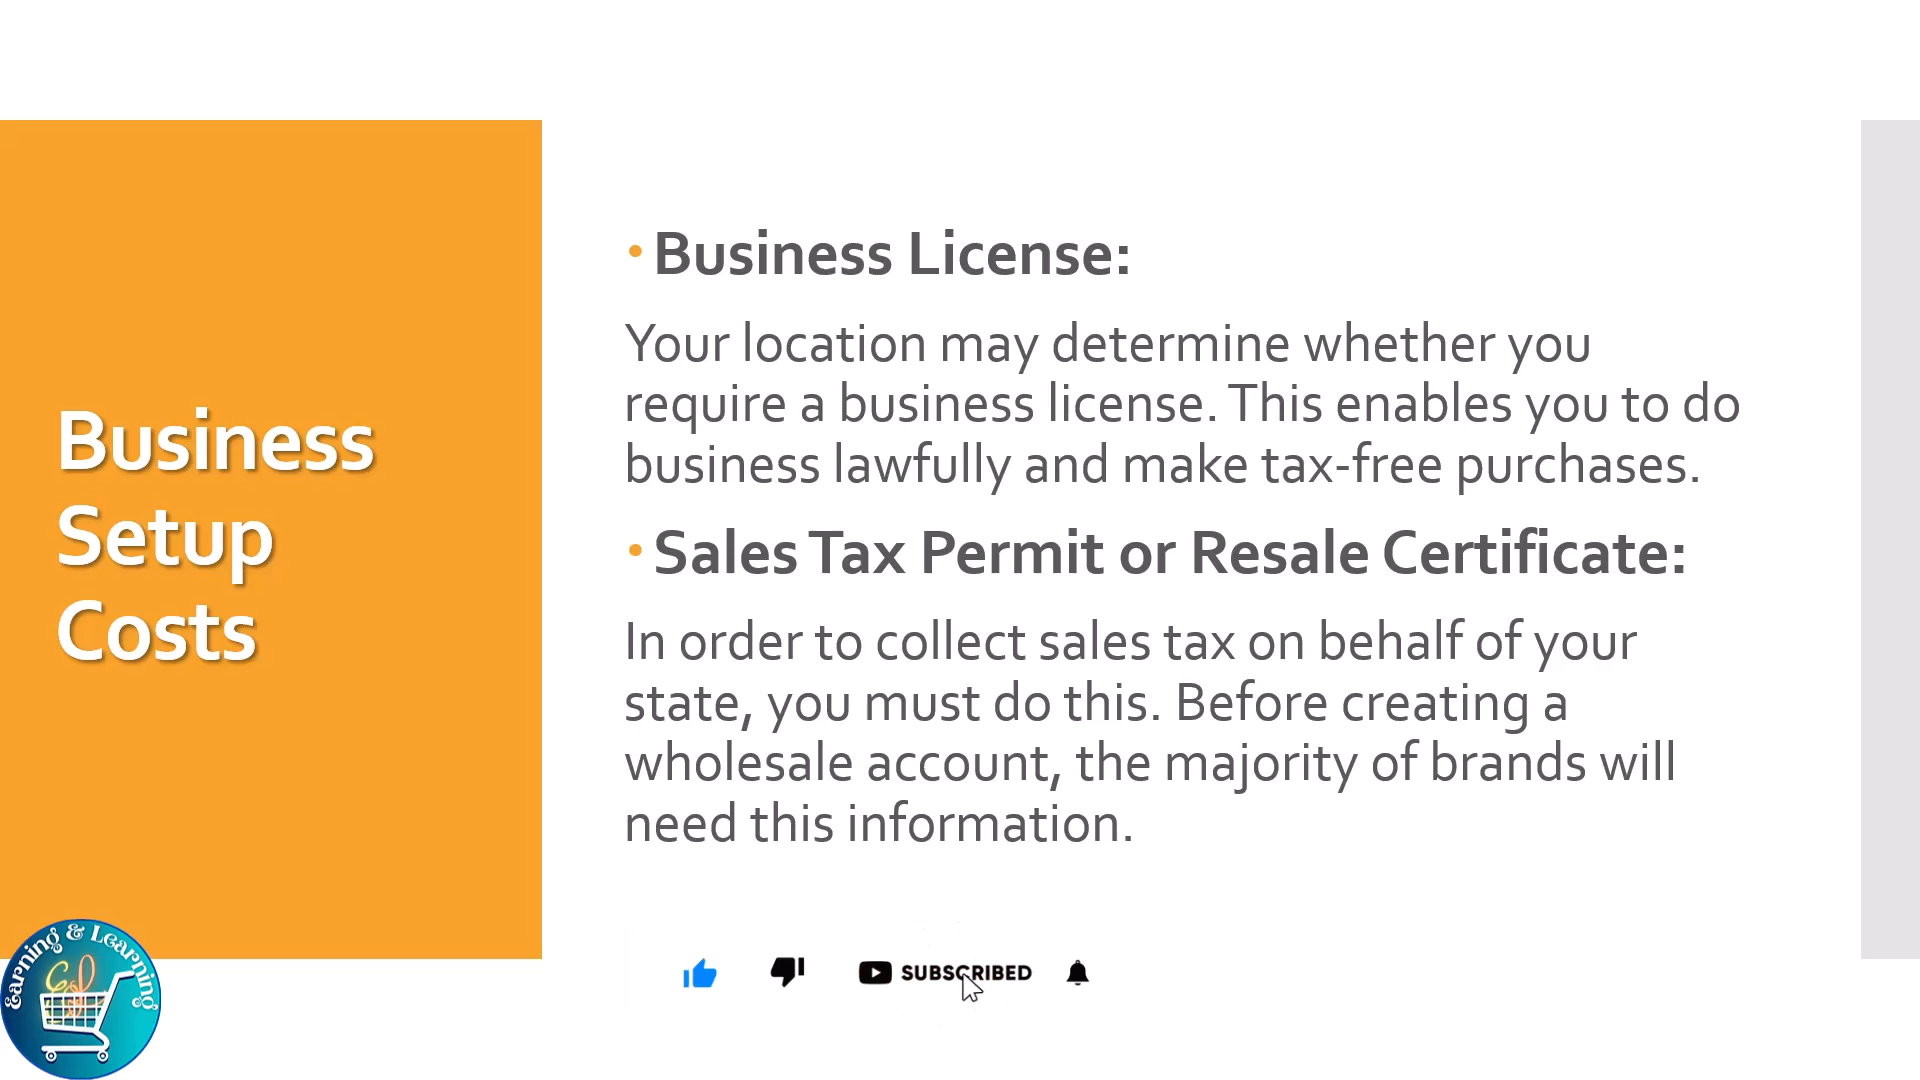 Business
Setup
Costs
• Business License:
Your location may determine whether you
require a business license. This enables you to do
business lawfully and make tax-free purchases.
• Sales Tax Permit or Resale Certificate:
In order to collect sales tax on behalf of your
state, you must do this. Before creating a
wholesale account, the majority of brands will
need this information.
SUBSCRIBED
Earning & Learning